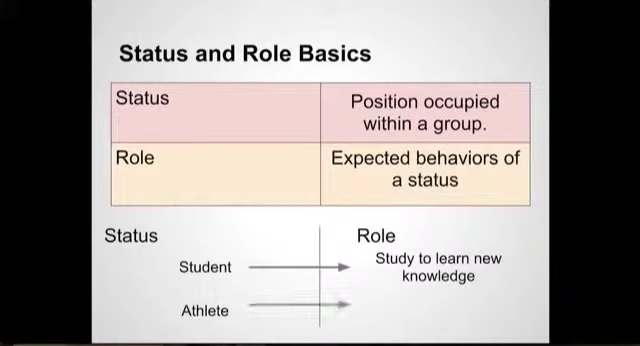 Status and Role Basics
Status
Position occupied
within a group.
Role
Expected behaviors of
a status
Status
Role
Student
Study to learn new
knowledge
Athlete